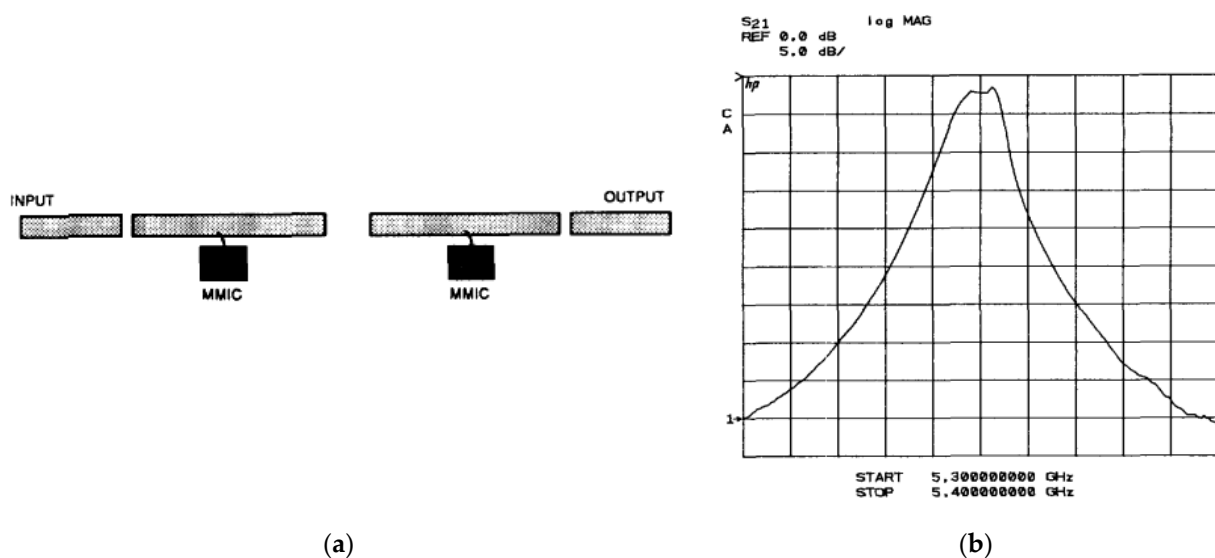 INPUT
OUTPUT
MMIC
MMIC
(a)
S21 log MAG
REF 0.0 dB
5.0 dB/
hp
C
A
1
START 5.300000000 GHz
STOP 5.400000000 GHz
(b)